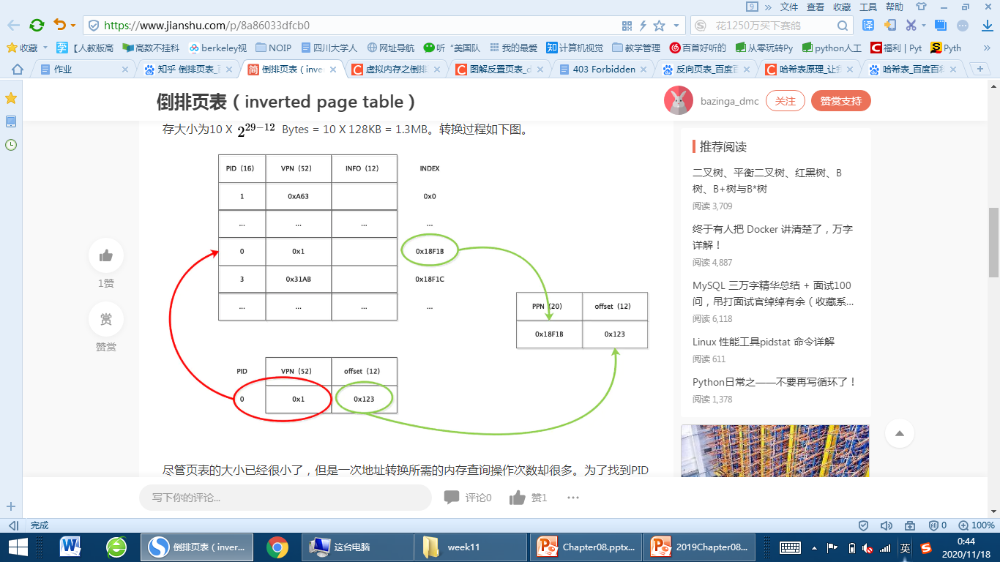 9 » 文件 查看 收藏 工具 帮助
https://www.jianshu.com/p/8a86033dfcb0
花1250万买下赛鸽
译
收藏 【人教版高 高数不挂科 berkeley视 NOIP 四川大学人 网址导航 听“美国队 我的最爱 知 计算机视觉 教学管理 百首好听的 从零玩转Py python人工 福利 | Pyt Pyth »
作业 知乎 倒排页表_百 简 倒排页表（inver 虚拟内存之倒排 图解反置页表_c 403 Forbidden 反向页表_百度百 哈希表原理_让我 哈希表_百度百科
倒排页表（inverted page table）
bazinga_dmc 关注 赞赏支持
存大小为10 X 2^29−12 Bytes = 10 X 128KB = 1.3MB。转换过程如下图。
PID（16） VPN（52） INFO（12） INDEX
1 0xA63 0x0
... ... ... ...
0 0x1 0x18F1B
3 0x31AB 0x18F1C
... ... ... ...
PPN（20） offset（12）
0x18F1B 0x123
PID VPN（52） offset（12）
0 0x1 0x123
尽管页表的大小已经很小了，但是一次地址转换所需的内存查询操作次数却很多。为了找到PID
1赞
赏
赞赏
推荐阅读
二叉树、平衡二叉树、红黑树、B
树、B+树与B*树
阅读 3,709
终于有人把 Docker 讲清楚了，万字
详解！
阅读 4,887
MySQL 三万字精华总结 + 面试100
问，吊打面试官绰绰有余（收藏系...
阅读 6,118
Linux 性能工具pidstat 命令详解
阅读 611
Python日常之——不要再写循环了！
阅读 1,378
写下你的评论... 评论0 赞1 ...
完成 0 100%
倒排页表（inver... 这台电脑 week11 Chapter08.pptx... 2019Chapter08... 英 0:44
2020/11/18